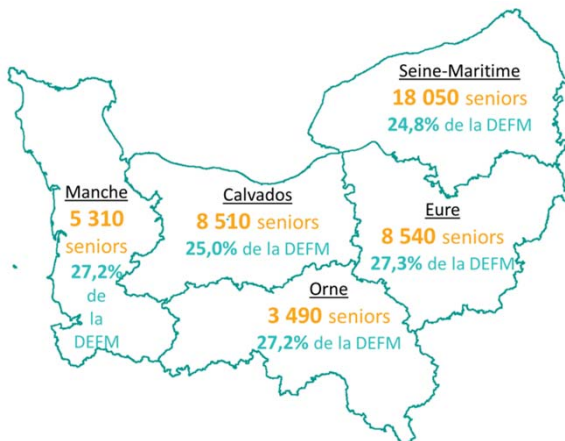 Seine-Maritime
18 050 seniors
24,8% de la DEFM
Manche
5 310
seniors
27,2%
de
la
DEFM
Calvados
8 510 seniors
25,0% de la DEFM
Eure
8 540 seniors
27,3% de la DEFM
Orne
3 490 seniors
27,2% de la DEFM